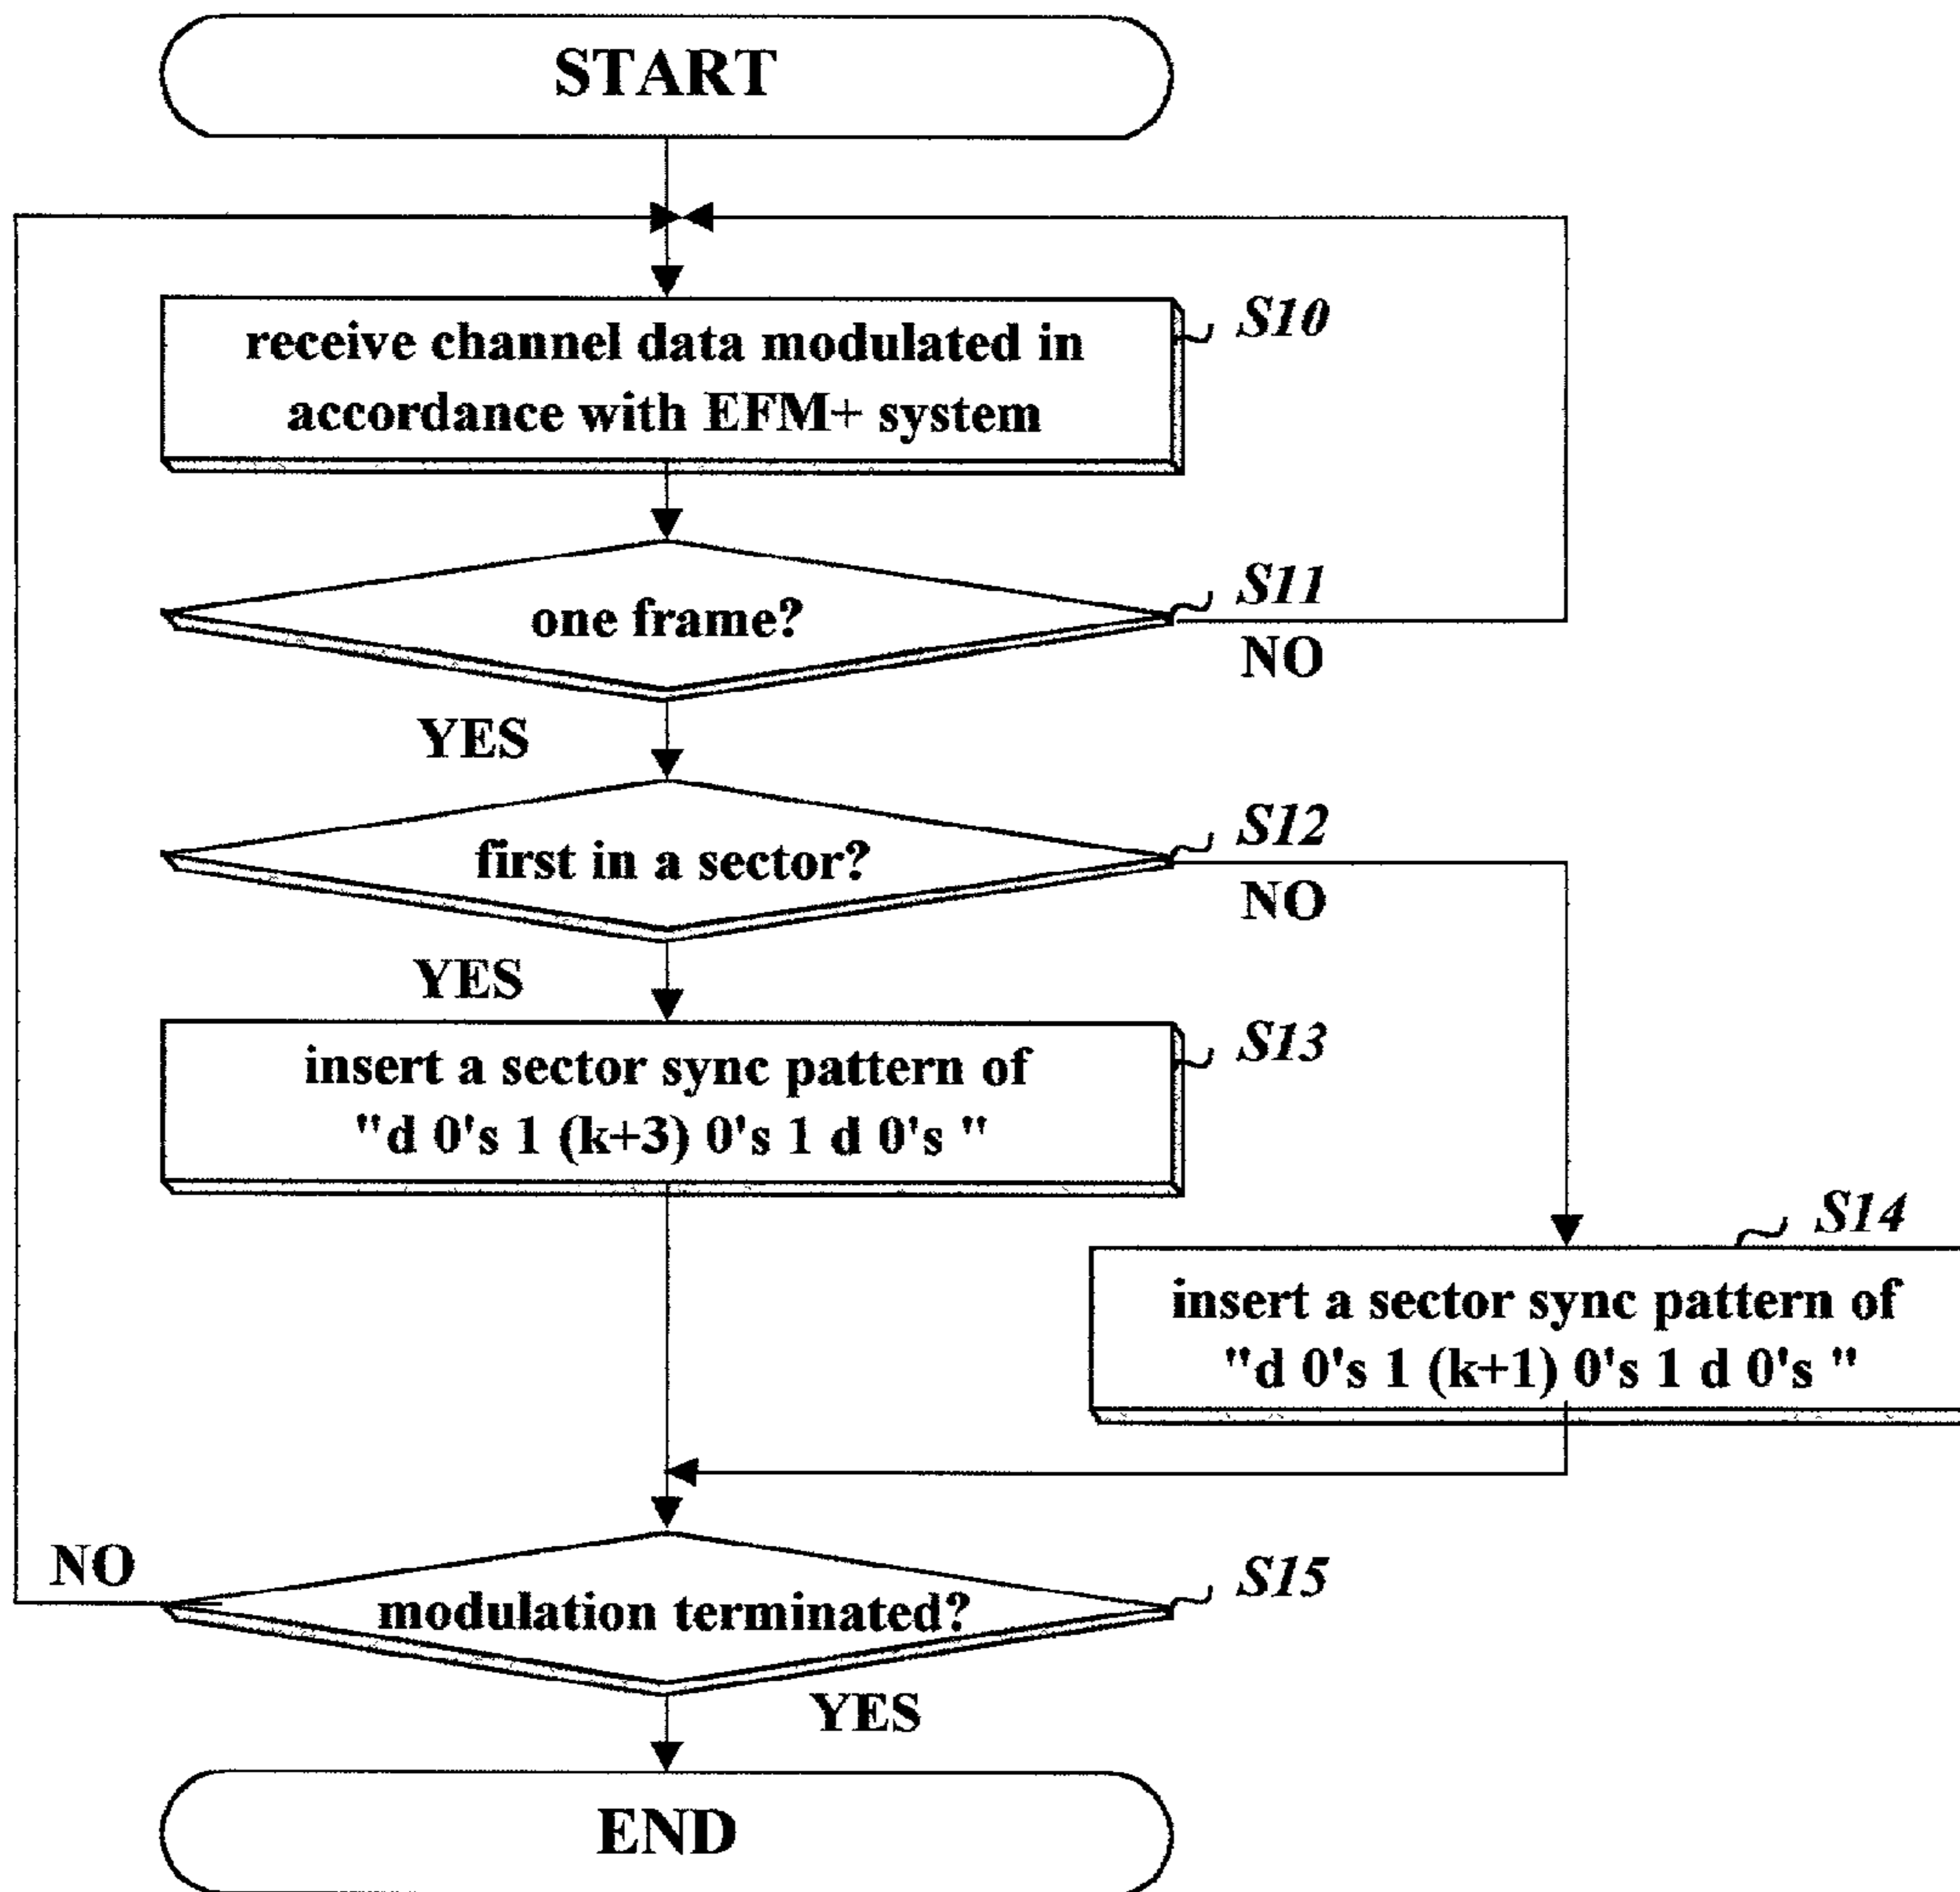 START
receive channel data modulated in
accordance with EFM+ system
S10
one frame?
S11
NO
YES
first in a sector?
S12
NO
YES
insert a sector sync pattern of
"d 0's 1 (k+3) 0's 1 d 0's "
S13
S14
insert a sector sync pattern of
"d 0's 1 (k+1) 0's 1 d 0's "
NO
modulation terminated?
S15
YES
END